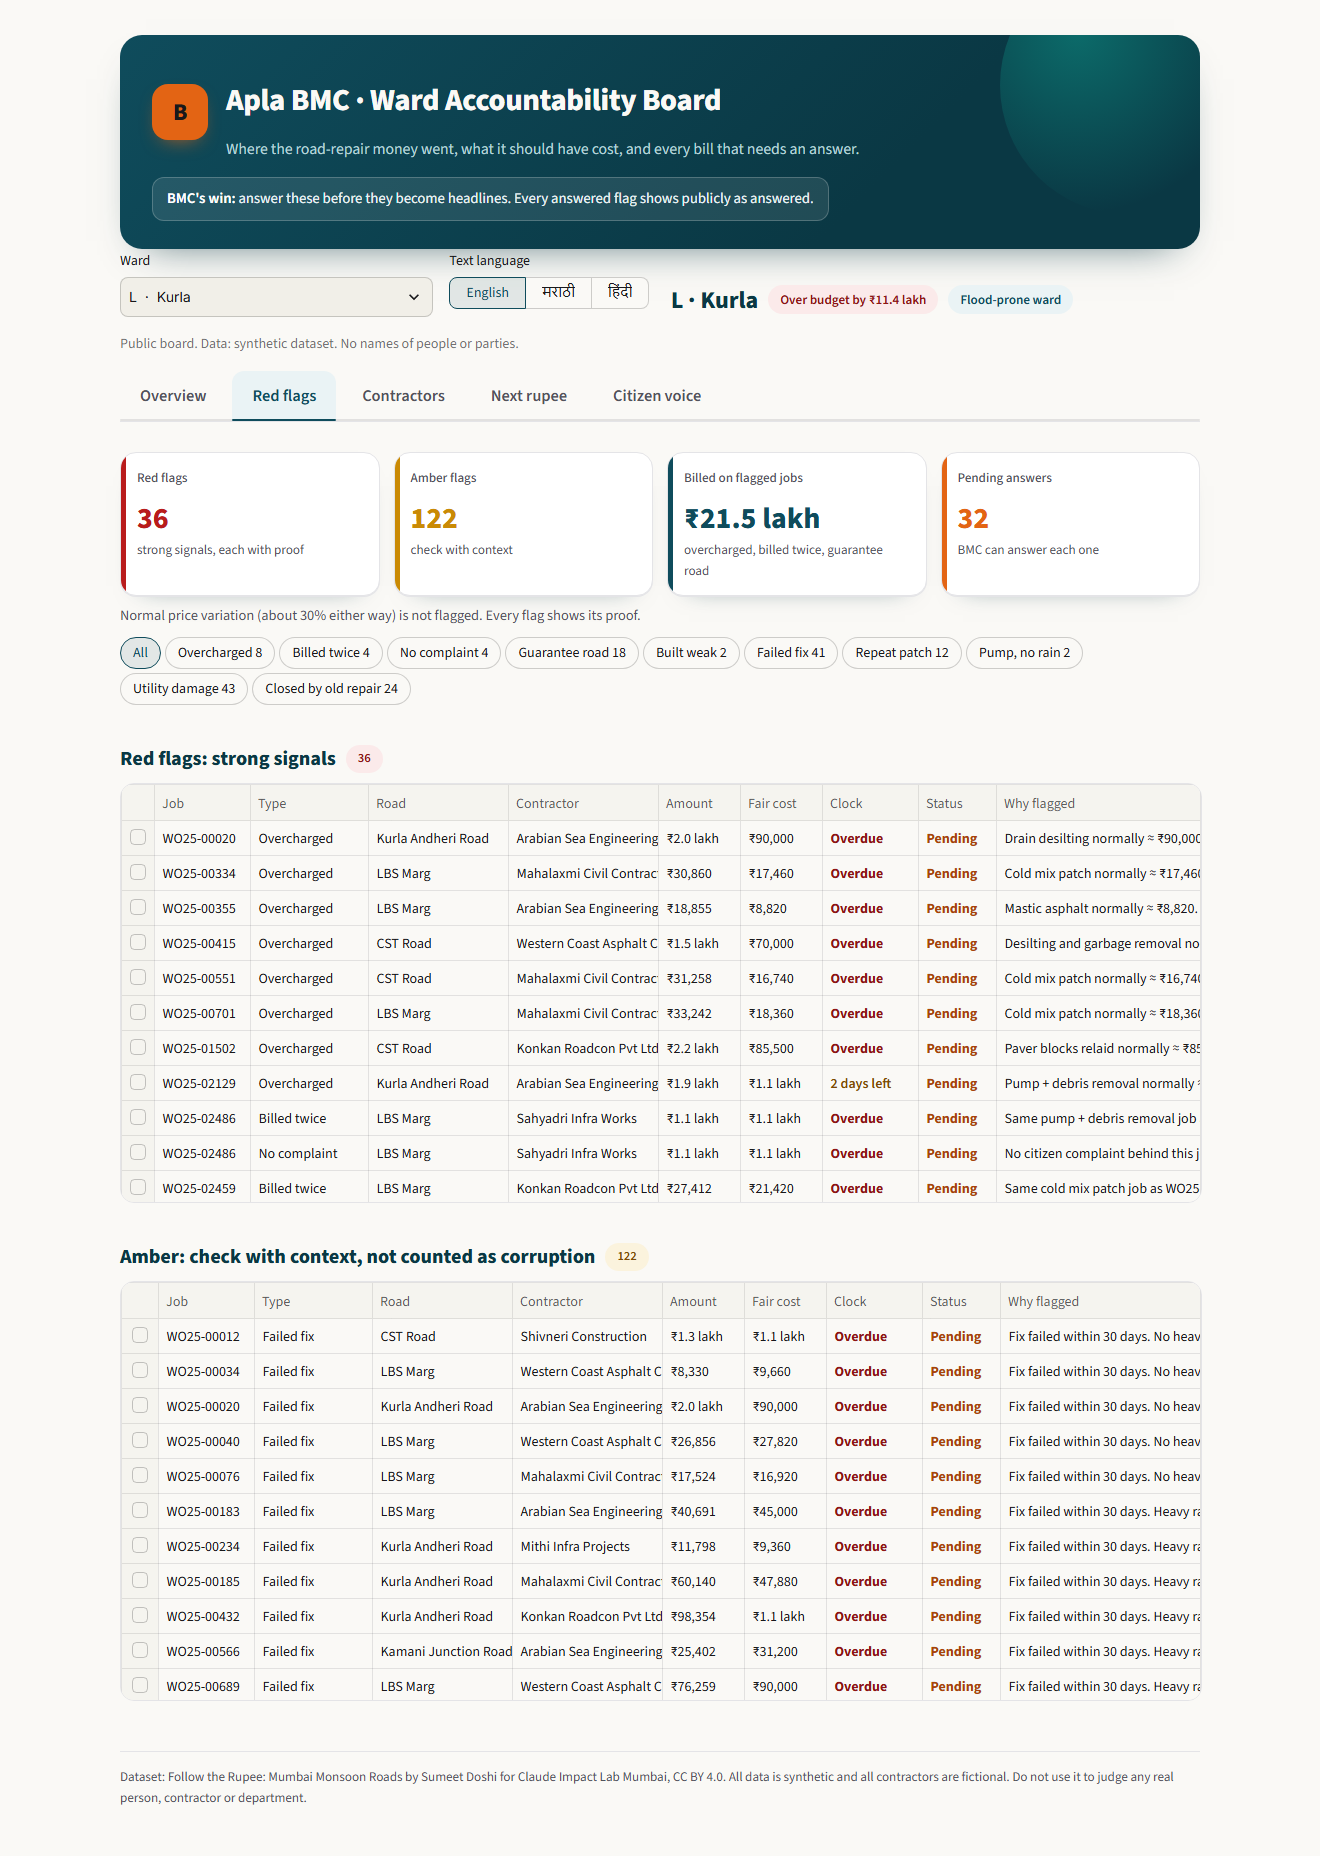 B
Apla BMC · Ward Accountability Board
Where the road-repair money went, what it should have cost, and every bill that needs an answer.
BMC's win: answer these before they become headlines. Every answered flag shows publicly as answered.
Ward
Text language
L · Kurla
English मराठी हिंदी
L · Kurla Over budget by ₹11.4 lakh Flood-prone ward
Public board. Data: synthetic dataset. No names of people or parties.
Overview Red flags Contractors Next rupee Citizen voice
Red flags
36
strong signals, each with proof
Amber flags
122
check with context
Billed on flagged jobs
₹21.5 lakh
overcharged, billed twice, guarantee
road
Pending answers
32
BMC can answer each one
Normal price variation (about 30% either way) is not flagged. Every flag shows its proof.
All Overcharged 8 Billed twice 4 No complaint 4 Guarantee road 18 Built weak 2 Failed fix 41 Repeat patch 12 Pump, no rain 2
Utility damage 43 Closed by old repair 24
Red flags: strong signals 36
Job Type Road Contractor Amount Fair cost Clock Status Why flagged
WO25-00020 Overcharged Kurla Andheri Road Arabian Sea Engineering ₹2.0 lakh ₹90,000 Overdue Pending Drain desilting normally ≈ ₹90,000
WO25-00334 Overcharged LBS Marg Mahalaxmi Civil Contrac ₹30,860 ₹17,460 Overdue Pending Cold mix patch normally ≈ ₹17,460
WO25-00355 Overcharged LBS Marg Arabian Sea Engineering ₹18,855 ₹8,820 Overdue Pending Mastic asphalt normally ≈ ₹8,820.
WO25-00415 Overcharged CST Road Western Coast Asphalt C ₹1.5 lakh ₹70,000 Overdue Pending Desilting and garbage removal no
WO25-00551 Overcharged CST Road Mahalaxmi Civil Contrac ₹31,258 ₹16,740 Overdue Pending Cold mix patch normally ≈ ₹16,740
WO25-00701 Overcharged LBS Marg Mahalaxmi Civil Contrac ₹33,242 ₹18,360 Overdue Pending Cold mix patch normally ≈ ₹18,360
WO25-01502 Overcharged CST Road Konkan Roadcon Pvt Ltd ₹2.2 lakh ₹85,500 Overdue Pending Paver blocks relaid normally ≈ ₹85
WO25-02129 Overcharged Kurla Andheri Road Arabian Sea Engineering ₹1.9 lakh ₹1.1 lakh 2 days left Pending Pump + debris removal normally ≈
WO25-02486 Billed twice LBS Marg Sahyadri Infra Works ₹1.1 lakh ₹1.1 lakh Overdue Pending Same pump + debris removal job
WO25-02486 No complaint LBS Marg Sahyadri Infra Works ₹1.1 lakh ₹1.1 lakh Overdue Pending No citizen complaint behind this j
WO25-02459 Billed twice LBS Marg Konkan Roadcon Pvt Ltd ₹27,412 ₹21,420 Overdue Pending Same cold mix patch job as WO25
Amber: check with context, not counted as corruption 122
Job Type Road Contractor Amount Fair cost Clock Status Why flagged
WO25-00012 Failed fix CST Road Shivneri Construction ₹1.3 lakh ₹1.1 lakh Overdue Pending Fix failed within 30 days. No heav
WO25-00034 Failed fix LBS Marg Western Coast Asphalt C ₹8,330 ₹9,660 Overdue Pending Fix failed within 30 days. No heav
WO25-00020 Failed fix Kurla Andheri Road Arabian Sea Engineering ₹2.0 lakh ₹90,000 Overdue Pending Fix failed within 30 days. No heav
WO25-00040 Failed fix LBS Marg Western Coast Asphalt C ₹26,856 ₹27,820 Overdue Pending Fix failed within 30 days. No heav
WO25-00076 Failed fix LBS Marg Mahalaxmi Civil Contrac ₹17,524 ₹16,920 Overdue Pending Fix failed within 30 days. No heav
WO25-00183 Failed fix LBS Marg Arabian Sea Engineering ₹40,691 ₹45,000 Overdue Pending Fix failed within 30 days. Heavy ra
WO25-00234 Failed fix Kurla Andheri Road Mithi Infra Projects ₹11,798 ₹9,360 Overdue Pending Fix failed within 30 days. Heavy ra
WO25-00185 Failed fix Kurla Andheri Road Mahalaxmi Civil Contrac ₹60,140 ₹47,880 Overdue Pending Fix failed within 30 days. Heavy ra
WO25-00432 Failed fix Kurla Andheri Road Konkan Roadcon Pvt Ltd ₹98,354 ₹1.1 lakh Overdue Pending Fix failed within 30 days. Heavy ra
WO25-00566 Failed fix Kamani Junction Road Arabian Sea Engineering ₹25,402 ₹31,200 Overdue Pending Fix failed within 30 days. Heavy ra
WO25-00689 Failed fix LBS Marg Western Coast Asphalt C ₹76,259 ₹90,000 Overdue Pending Fix failed within 30 days. Heavy ra
Dataset: Follow the Rupee: Mumbai Monsoon Roads by Sumeet Doshi for Claude Impact Lab Mumbai, CC BY 4.0. All data is synthetic and all contractors are fictional. Do not use it to judge any real
person, contractor or department.